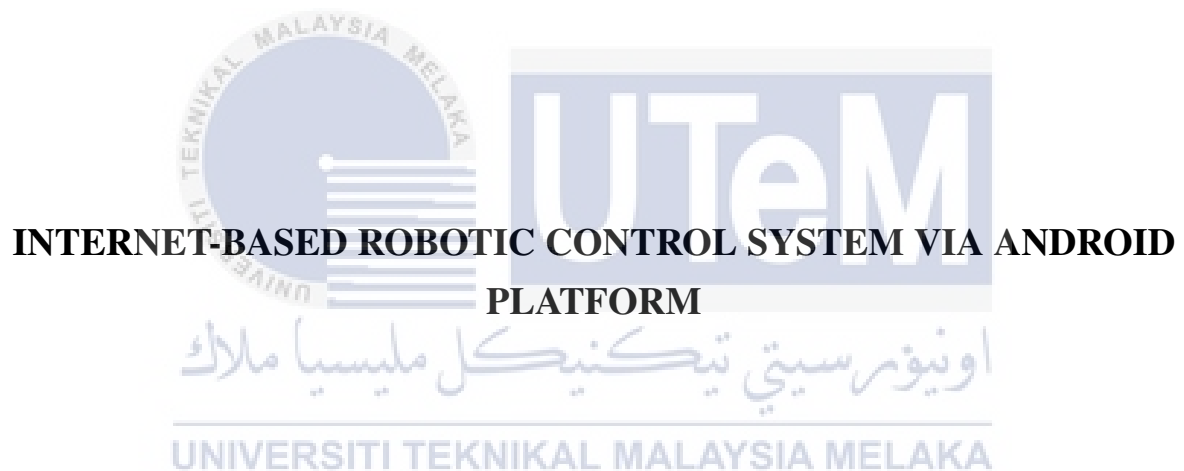 UNIVERSITI TEKNIKAL MALAYSIA MELAKA
UTeM
INTERNET-BASED ROBOTIC CONTROL SYSTEM VIA ANDROID
PLATFORM
اونيۏرسيتي تيكنيكل مليسيا ملاك
UNIVERSITI TEKNIKAL MALAYSIA MELAKA